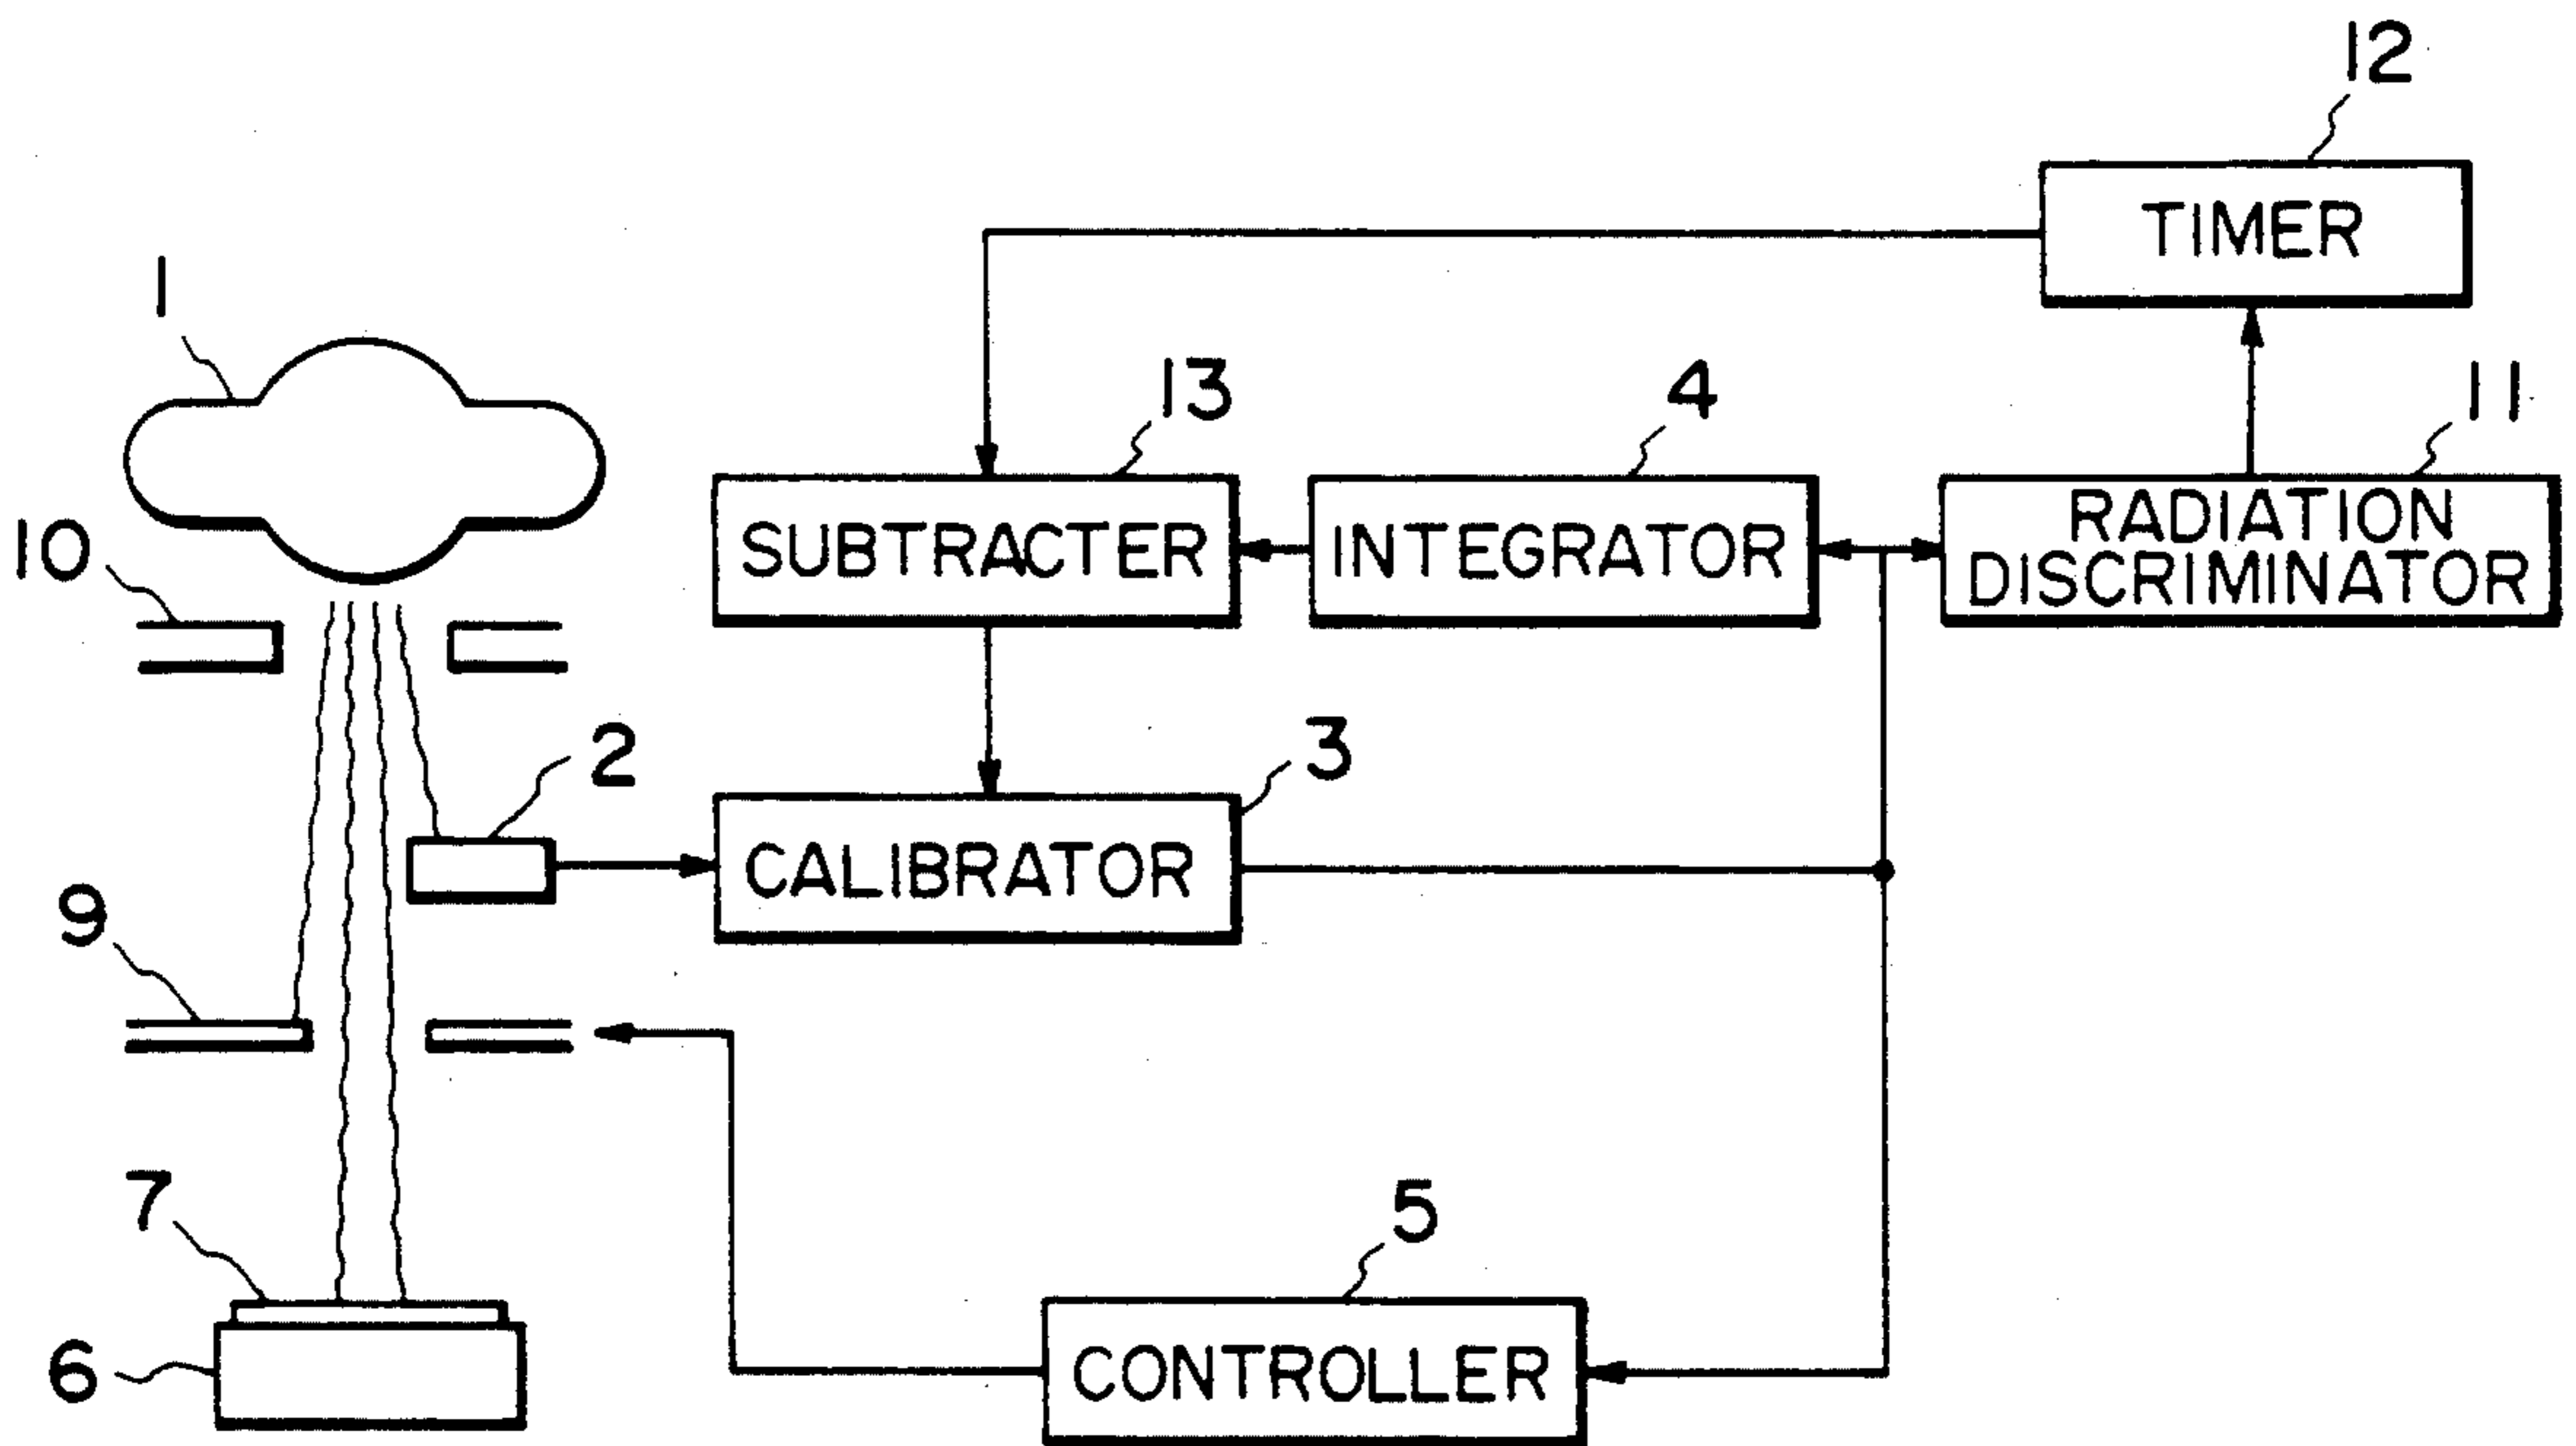 12
TIMER
1
13
4
11
10
SUBTRACTER
INTEGRATOR
RADIATION
DISCRIMINATOR
2
3
CALIBRATOR
9
7
5
6
CONTROLLER